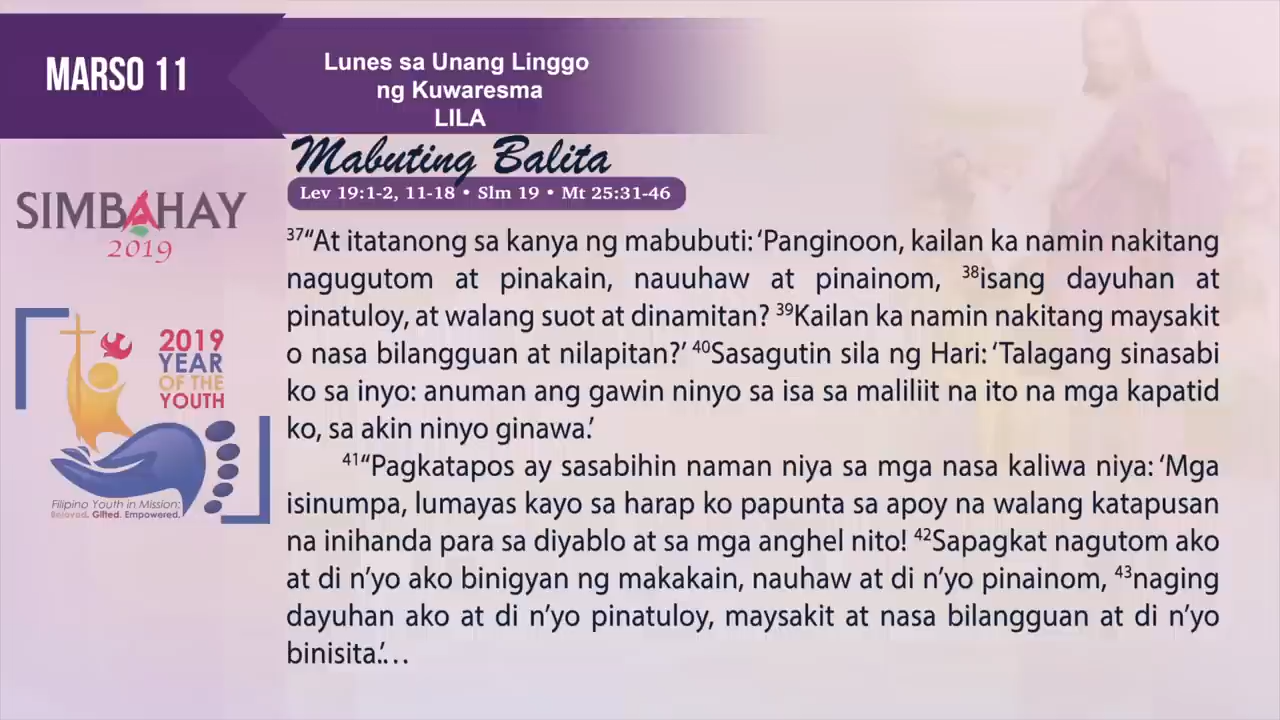 MARSO 11
Lunes sa Unang Linggo
ng Kuwaresma
LILA
Mabuting Balita
Lev 19:1-2, 11-18 • Slm 19 • Mt 25:31-46
SIMBAHAY
2019
2019
YEAR
OF THE
YOUTH
Filipino Youth in Mission:
Beloved. Gifted. Empowered.
37“At itatanong sa kanya ng mabubuti: ‘Panginoon, kailan ka namin nakitang
nagugutom at pinakain, nauuhaw at pinainom, 38isang dayuhan at
pinatuloy, at walang suot at dinamitan? 39Kailan ka namin nakitang maysakit
o nasa bilangguan at nilapitan?’ 40Sasagutin sila ng Hari: ‘Talagang sinasabi
ko sa inyo: anuman ang gawin ninyo sa isa sa maliliit na ito na mga kapatid
ko, sa akin ninyo ginawa.’
41“Pagkatapos ay sasabihin naman niya sa mga nasa kaliwa niya: ‘Mga
isinumpa, lumayas kayo sa harap ko papunta sa apoy na walang katapusan
na inihanda para sa diyablo at sa mga anghel nito! 42Sapagkat nagutom ako
at di n’yo ako binigyan ng makakain, nauhaw at di n’yo pinainom, 43naging
dayuhan ako at di n’yo pinatuloy, maysakit at nasa bilangguan at di n’yo
binisita.’…